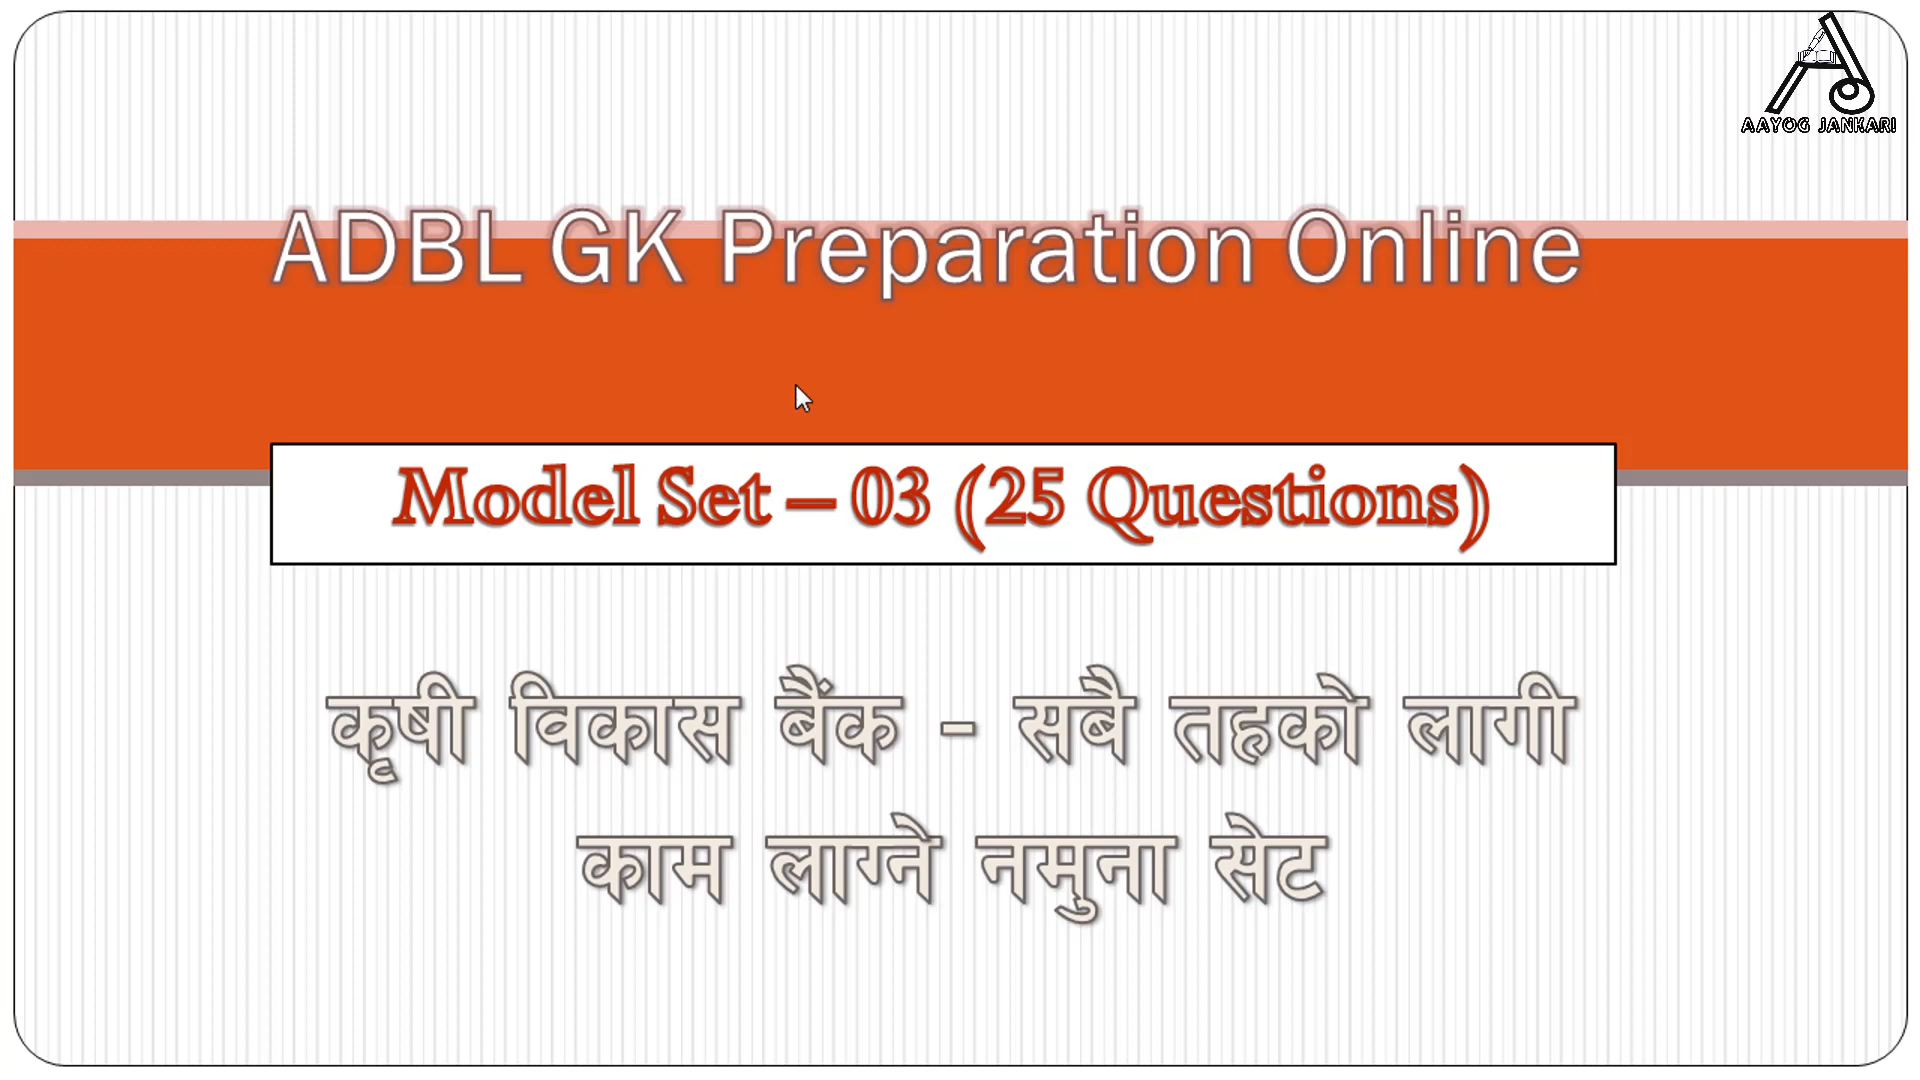 AAYOG JANKARI
ADBL GK Preparation Online
Model Set – 03 (25 Questions)
कृषी विकास बैंक - सबै तहको लागी
काम लाग्ने नमुना सेट